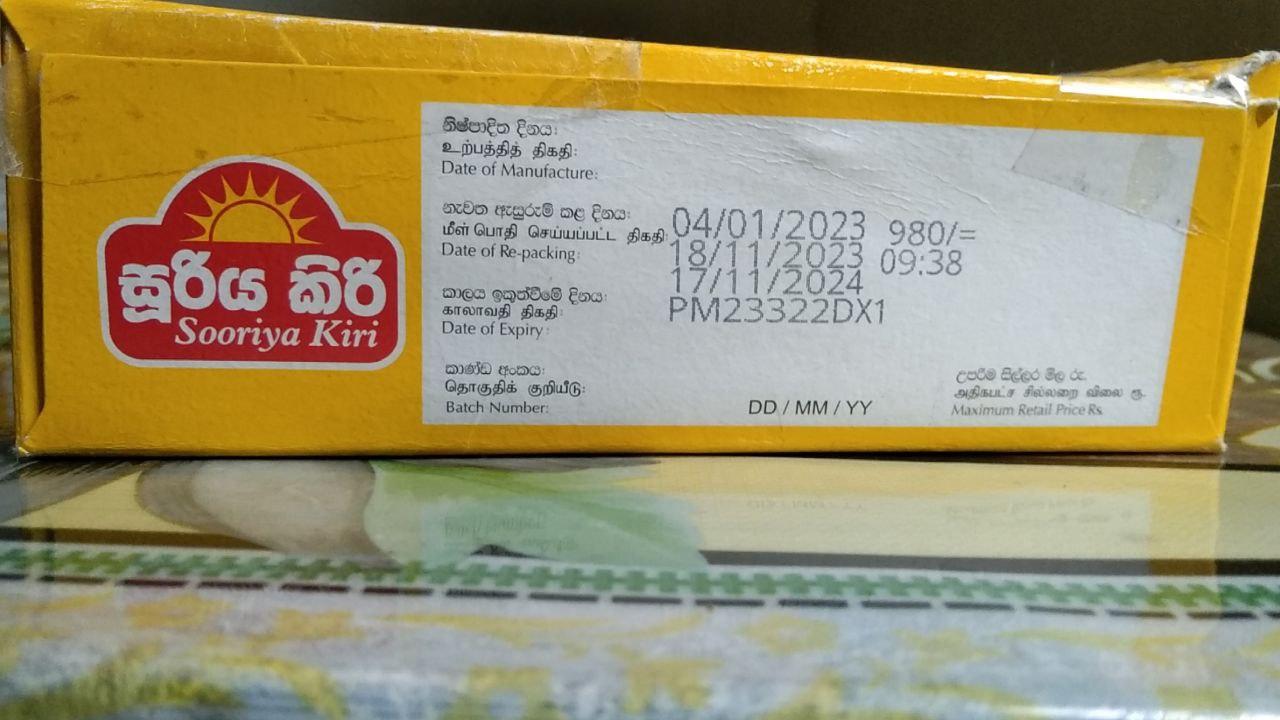 සූරිය කිරි
Sooriya Kiri
නිෂ්පාදිත දිනය:
உற்பத்தித் திகதி:
Date of Manufacture:
නැවත ඇසුරුම් කළ දිනය:
மீள் பொதி செய்யப்பட்ட திகதி:
Date of Re-packing:
කාලය ඉකුත්වීමේ දිනය:
காலாவதி திகதி:
Date of Expiry:
කාණ්ඩ අංකය:
தொகுதிக் குறியீடு:
Batch Number:
04/01/2023 980/=
18/11/2023 09:38
17/11/2024
PM23322DX1
DD / MM / YY
උපරිම සිල්ලර මිල රු.
அதிகபட்ச சில்லறை விலை ரூ.
Maximum Retail Price Rs.